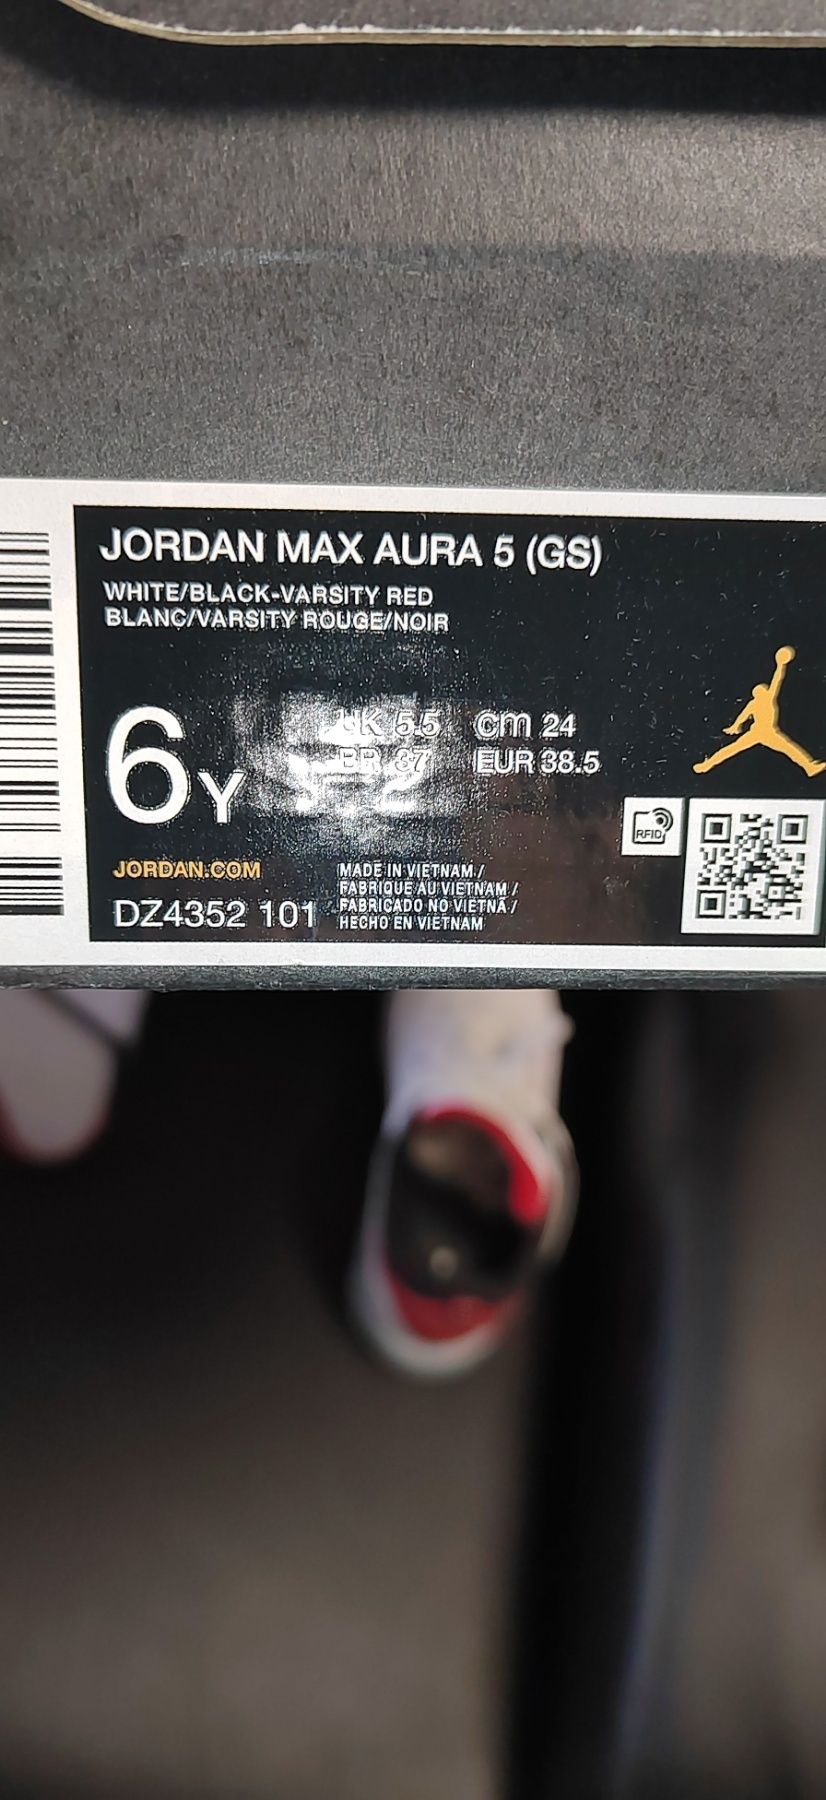 JORDAN MAX AURA 5 (GS)
WHITE/BLACK-VARSITY RED
BLANC/VARSITY ROUGE/NOIR
6Y
UK 5.5 cm 24
BR 37 EUR 38.5
RFID
JORDAN.COM
DZ4352 101
MADE IN VIETNAM /
FABRIQUE AU VIETNAM /
FABRICADO NO VIETNÃ /
HECHO EN VIETNAM